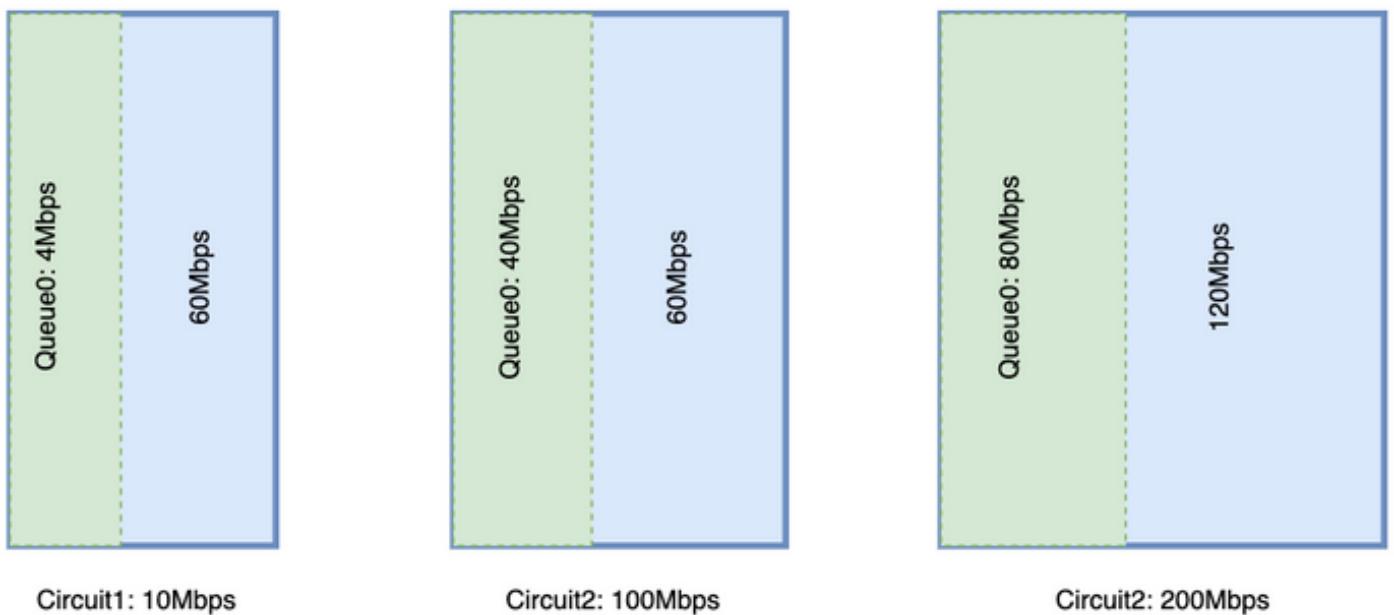 Queue0: 4Mbps
60Mbps
Queue0: 40Mbps
60Mbps
Queue0: 80Mbps
120Mbps
Circuit1: 10Mbps
Circuit2: 100Mbps
Circuit2: 200Mbps